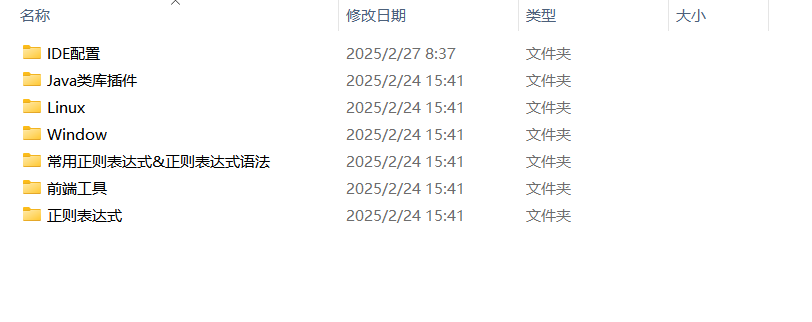 名称 修改日期 类型 大小
IDE配置 2025/2/27 8:37 文件夹
Java类库插件 2025/2/24 15:41 文件夹
Linux 2025/2/24 15:41 文件夹
Window 2025/2/24 15:41 文件夹
常用正则表达式&正则表达式语法 2025/2/24 15:41 文件夹
前端工具 2025/2/24 15:41 文件夹
正则表达式 2025/2/24 15:41 文件夹